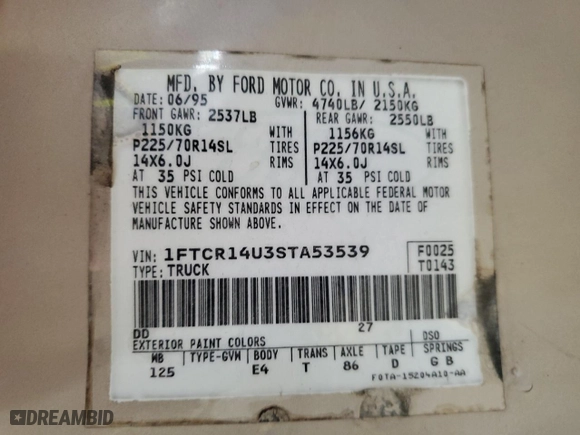 MFD. BY FORD MOTOR CO. IN U.S.A.
DATE: 06/95 GVWR: 4740LB/ 2150KG
FRONT GAWR: 2537LB REAR GAWR: 2550LB
1150KG WITH 1156KG WITH
P225/70R14SL TIRES P225/70R14SL TIRES
14X6.0J RIMS 14X6.0J RIMS
AT 35 PSI COLD AT 35 PSI COLD
THIS VEHICLE CONFORMS TO ALL APPLICABLE FEDERAL MOTOR
VEHICLE SAFETY STANDARDS IN EFFECT ON THE DATE OF
MANUFACTURE SHOWN ABOVE.
VIN: 1FTCR14U3STA53539 F0025
TYPE: TRUCK T0143
DD 27
EXTERIOR PAINT COLORS DSO
WB TYPE-GVM BODY TRANS AXLE TAPE SPRINGS
125 E4 T 86 D G B
F0TA-15204A10-AA
DREAMBID